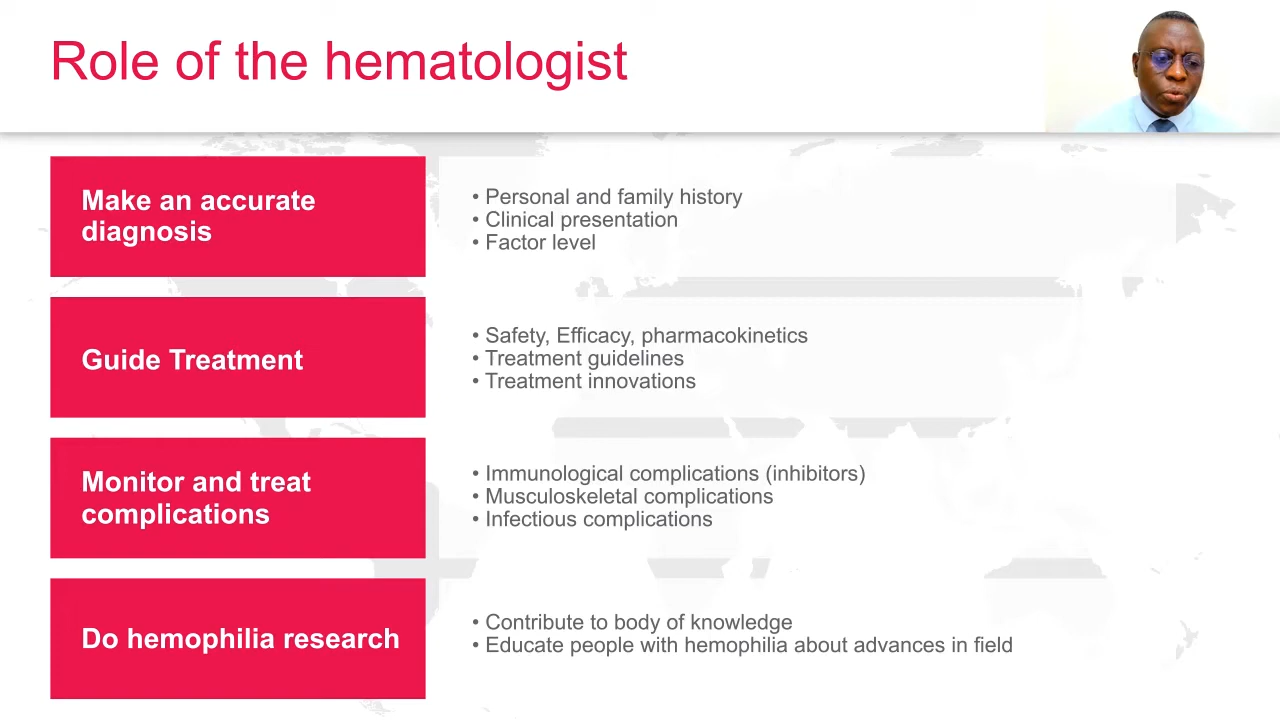 Role of the hematologist
Make an accurate
diagnosis
• Personal and family history
• Clinical presentation
• Factor level
Guide Treatment
• Safety, Efficacy, pharmacokinetics
• Treatment guidelines
• Treatment innovations
Monitor and treat
complications
• Immunological complications (inhibitors)
• Musculoskeletal complications
• Infectious complications
Do hemophilia research
• Contribute to body of knowledge
• Educate people with hemophilia about advances in field